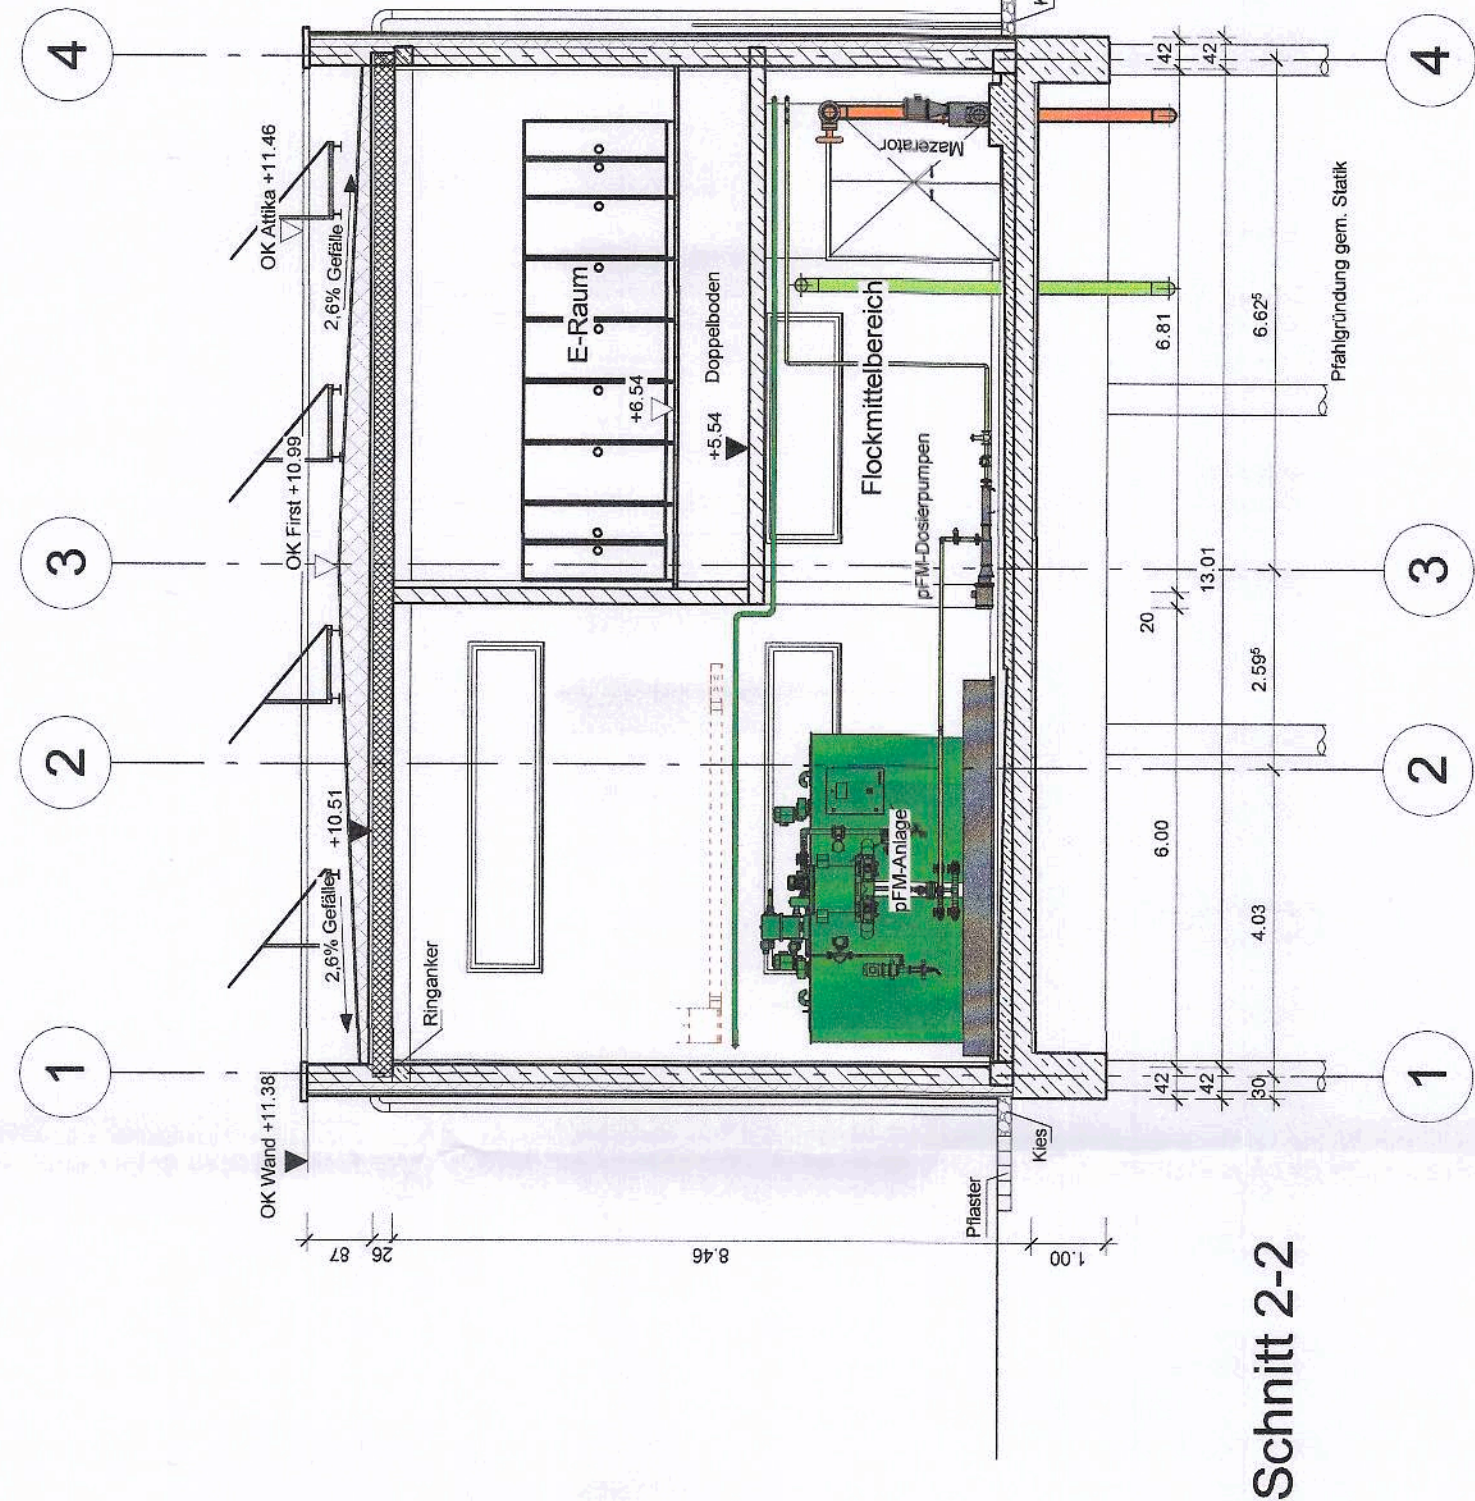 4
3
2
1
OK Attika +11.46
2,6% Gefälle
OK First +10.99
+10.51
2,6% Gefälle
OK Wand +11.38
Ringanker
E-Raum
+6.54
Doppelboden
+5.54
Mazerator
Flockmittelbereich
pFM-Dosierpumpen
pFM-Anlage
Pflaster
Kies
87
26
8.46
1.00
42
6.00
20
6.81
42
42
13.01
42
30
4.03
2.59⁵
6.62⁵
Pfahlgründung gem. Statik
1
2
3
4
Schnitt 2-2